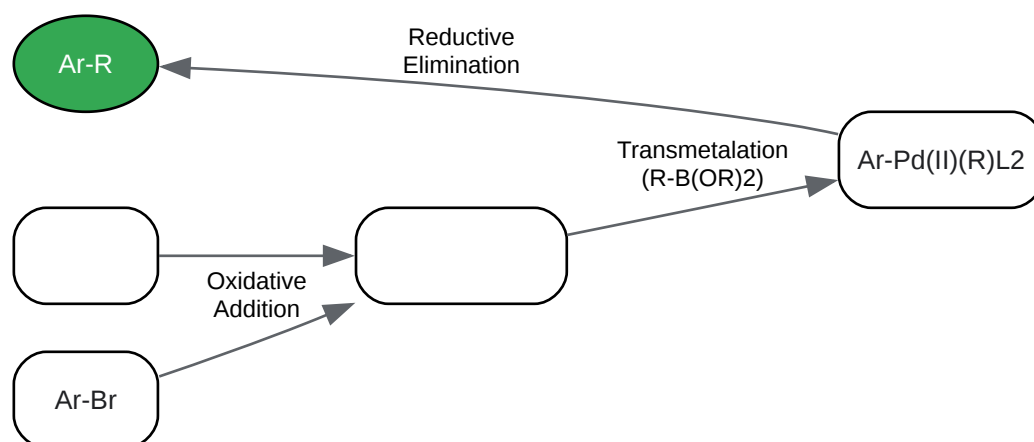 Reductive
Elimination
Ar-R
Transmetalation
(R-B(OR)2)
Ar-Pd(II)(R)L2
Oxidative
Addition
Ar-Br